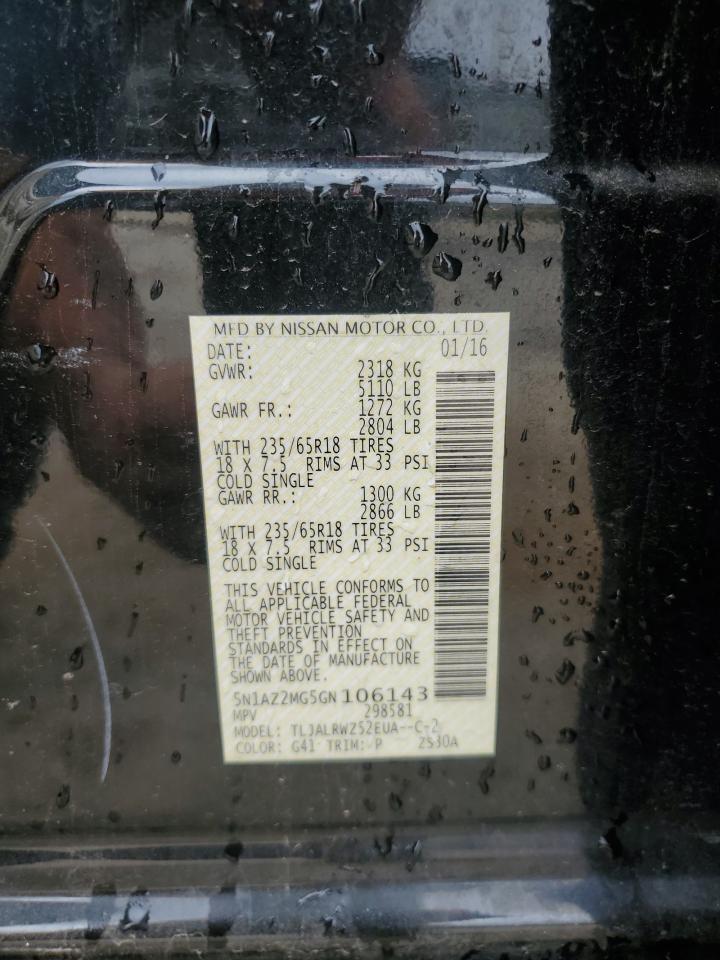 MFD BY NISSAN MOTOR CO., LTD.
DATE: 01/16
GVWR: 2318 KG
5110 LB
GAWR FR.: 1272 KG
2804 LB
WITH 235/65R18 TIRES
18 X 7.5 RIMS AT 33 PSI
COLD SINGLE
GAWR RR.: 1300 KG
2866 LB
WITH 235/65R18 TIRES
18 X 7.5 RIMS AT 33 PSI
COLD SINGLE
THIS VEHICLE CONFORMS TO
ALL APPLICABLE FEDERAL
MOTOR VEHICLE SAFETY AND
THEFT PREVENTION
STANDARDS IN EFFECT ON
THE DATE OF MANUFACTURE
SHOWN ABOVE.
5N1AZ2MG5GN106143
MPV 298581
MODEL: TLJALRWZ52EUA--C-2
COLOR: G41 TRIM: P ZS30A